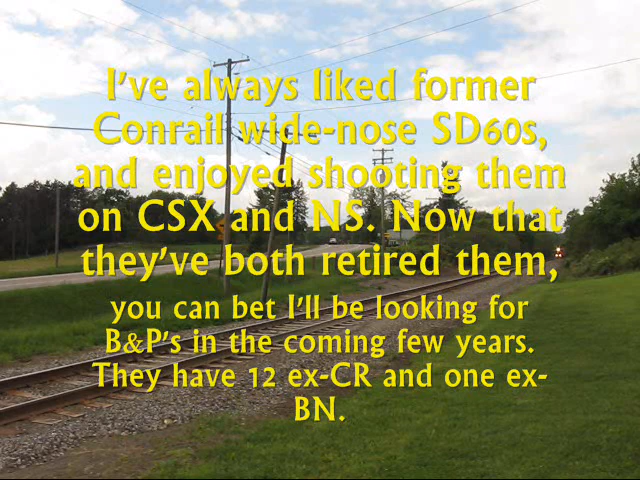 I've always liked former
Conrail wide-nose SD60s,
and enjoyed shooting them
on CSX and NS. Now that
they've both retired them,
you can bet I'll be looking for
B&P's in the coming few years.
They have 12 ex-CR and one ex-
BN.